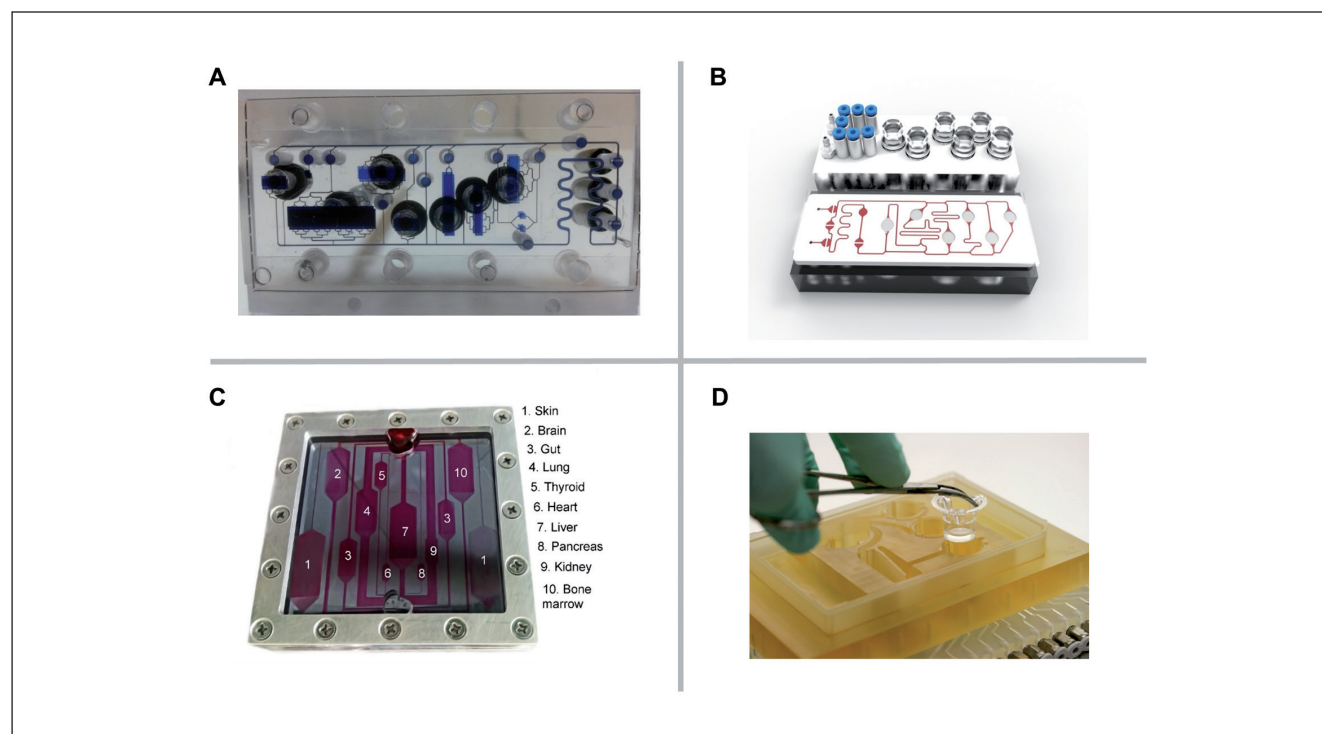 A
B
C
1. Skin
2. Brain
3. Gut
4. Lung
5. Thyroid
6. Heart
7. Liver
8. Pancreas
9. Kidney
10. Bone
marrow
2
5
10
4
3
7
3
9
1
6
8
1
D